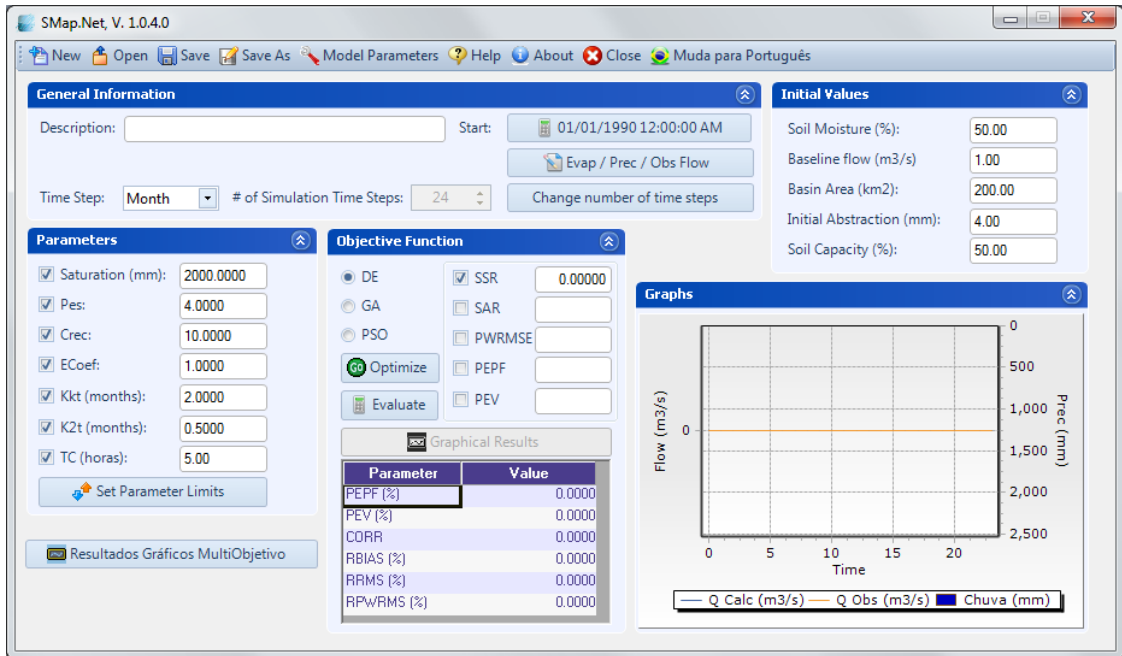 SMap.Net, V. 1.0.4.0
New Open Save Save As Model Parameters Help About Close Muda para Português
General Information
Description: Start: 01/01/1990 12:00:00 AM
Evap / Prec / Obs Flow
Time Step: Month # of Simulation Time Steps: 24 Change number of time steps
Initial Values
Soil Moisture (%): 50.00
Baseline flow (m3/s) 1.00
Basin Area (km2): 200.00
Initial Abstraction (mm): 4.00
Soil Capacity (%): 50.00
Parameters
Saturation (mm): 2000.0000
Pes: 4.0000
Crec: 10.0000
ECoef: 1.0000
Kkt (months): 2.0000
K2t (months): 0.5000
TC (horas): 5.00
Set Parameter Limits
Resultados Gráficos MultiObjetivo
Objective Function
DE SSR 0.00000
GA SAR
PSO PWRMSE
GO Optimize PEPF
Evaluate PEV
Graphical Results
Parameter Value
PEPF (%) 0.0000
PEV (%) 0.0000
CORR 0.0000
RBIAS (%) 0.0000
RRMS (%) 0.0000
RPWRMS (%) 0.0000
Graphs
0
500
1,000
1,500
2,000
2,500
Flow (m3/s)
0
Prec (mm)
0 5 10 15 20
Time
Q Calc (m3/s) Q Obs (m3/s) Chuva (mm)